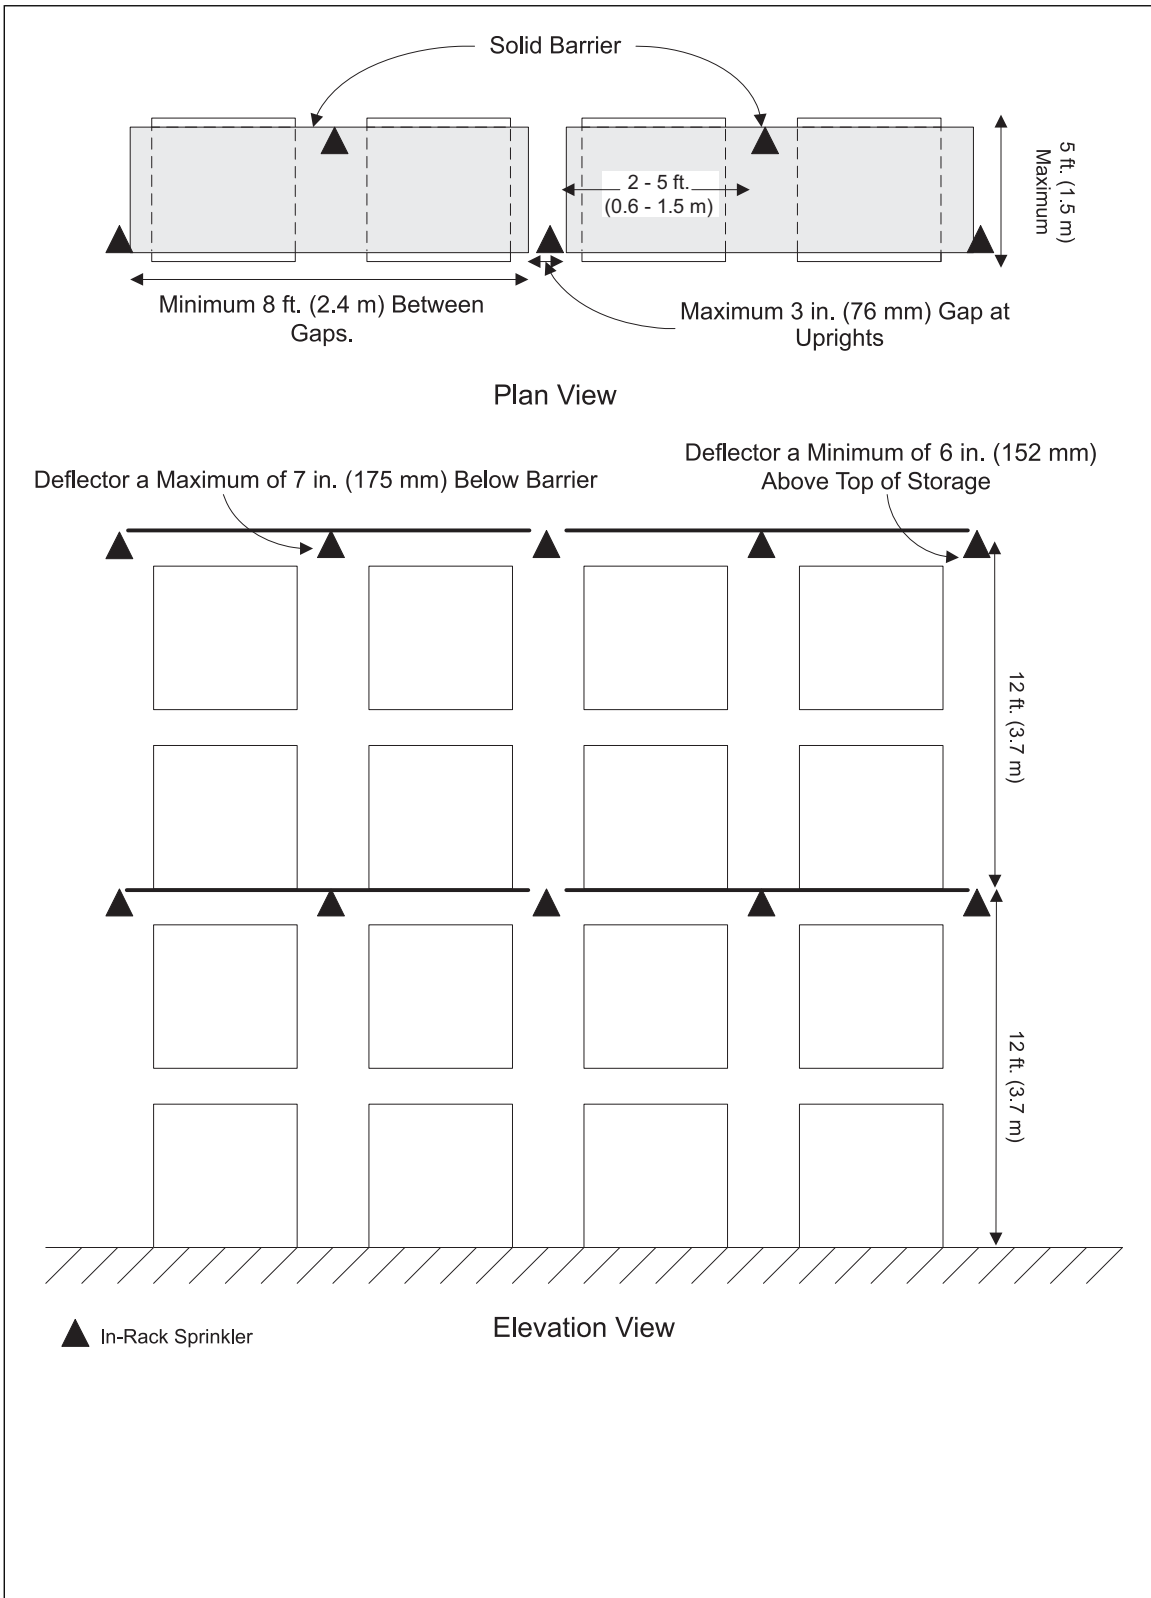 Solid Barrier
2 - 5 ft.
(0.6 - 1.5 m)
5 ft. (1.5 m)
Maximum
Minimum 8 ft. (2.4 m) Between
Gaps.
Maximum 3 in. (76 mm) Gap at
Uprights
Plan View
Deflector a Maximum of 7 in. (175 mm) Below Barrier
Deflector a Minimum of 6 in. (152 mm)
Above Top of Storage
12 ft. (3.7 m)
12 ft. (3.7 m)
In-Rack Sprinkler
Elevation View